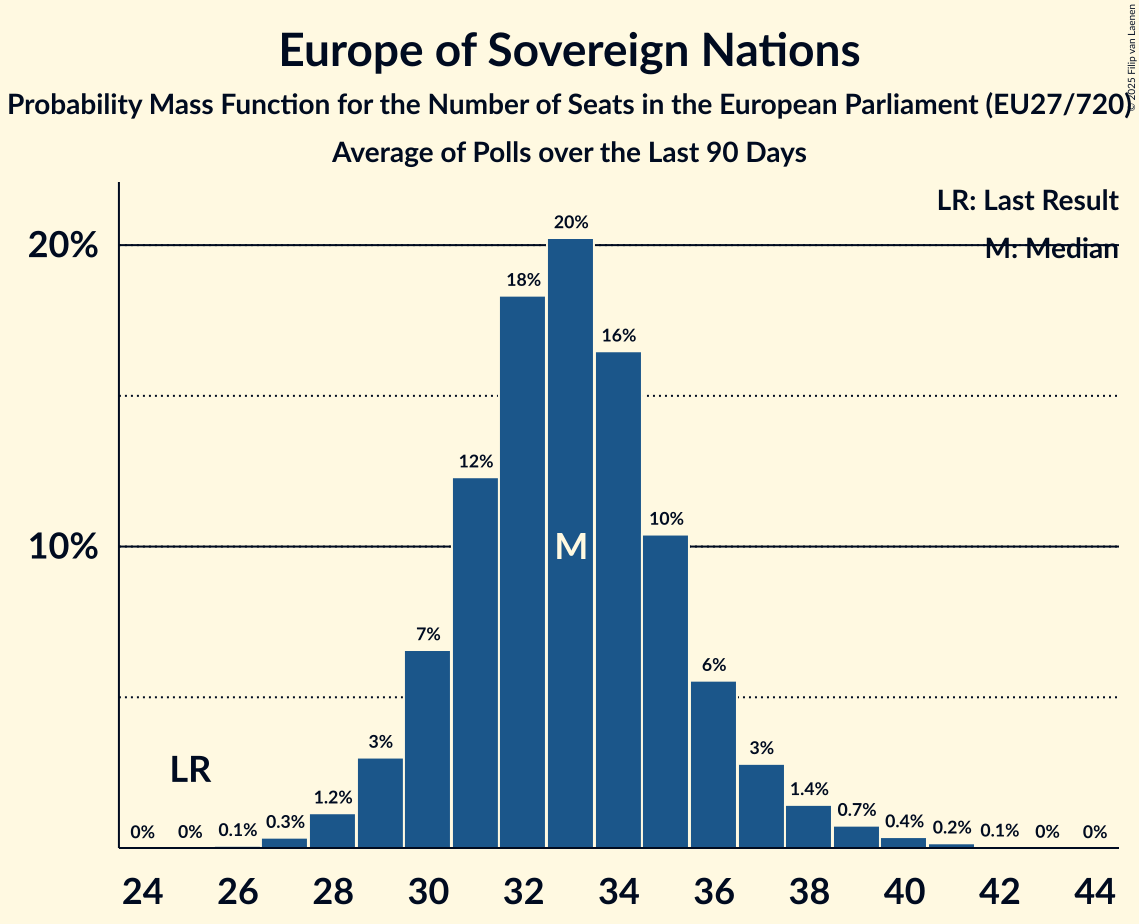 Europe of Sovereign Nations
Probability Mass Function for the Number of Seats in the European Parliament (EU27/720)
Average of Polls over the Last 90 Days
© 2025 Filip van Laenen
LR: Last Result
M: Median
20%
10%
0%
0%
0.1%
0.3%
1.2%
3%
7%
12%
18%
20%
16%
10%
6%
3%
1.4%
0.7%
0.4%
0.2%
0.1%
0%
0%
LR
M
24 26 28 30 32 34 36 38 40 42 44